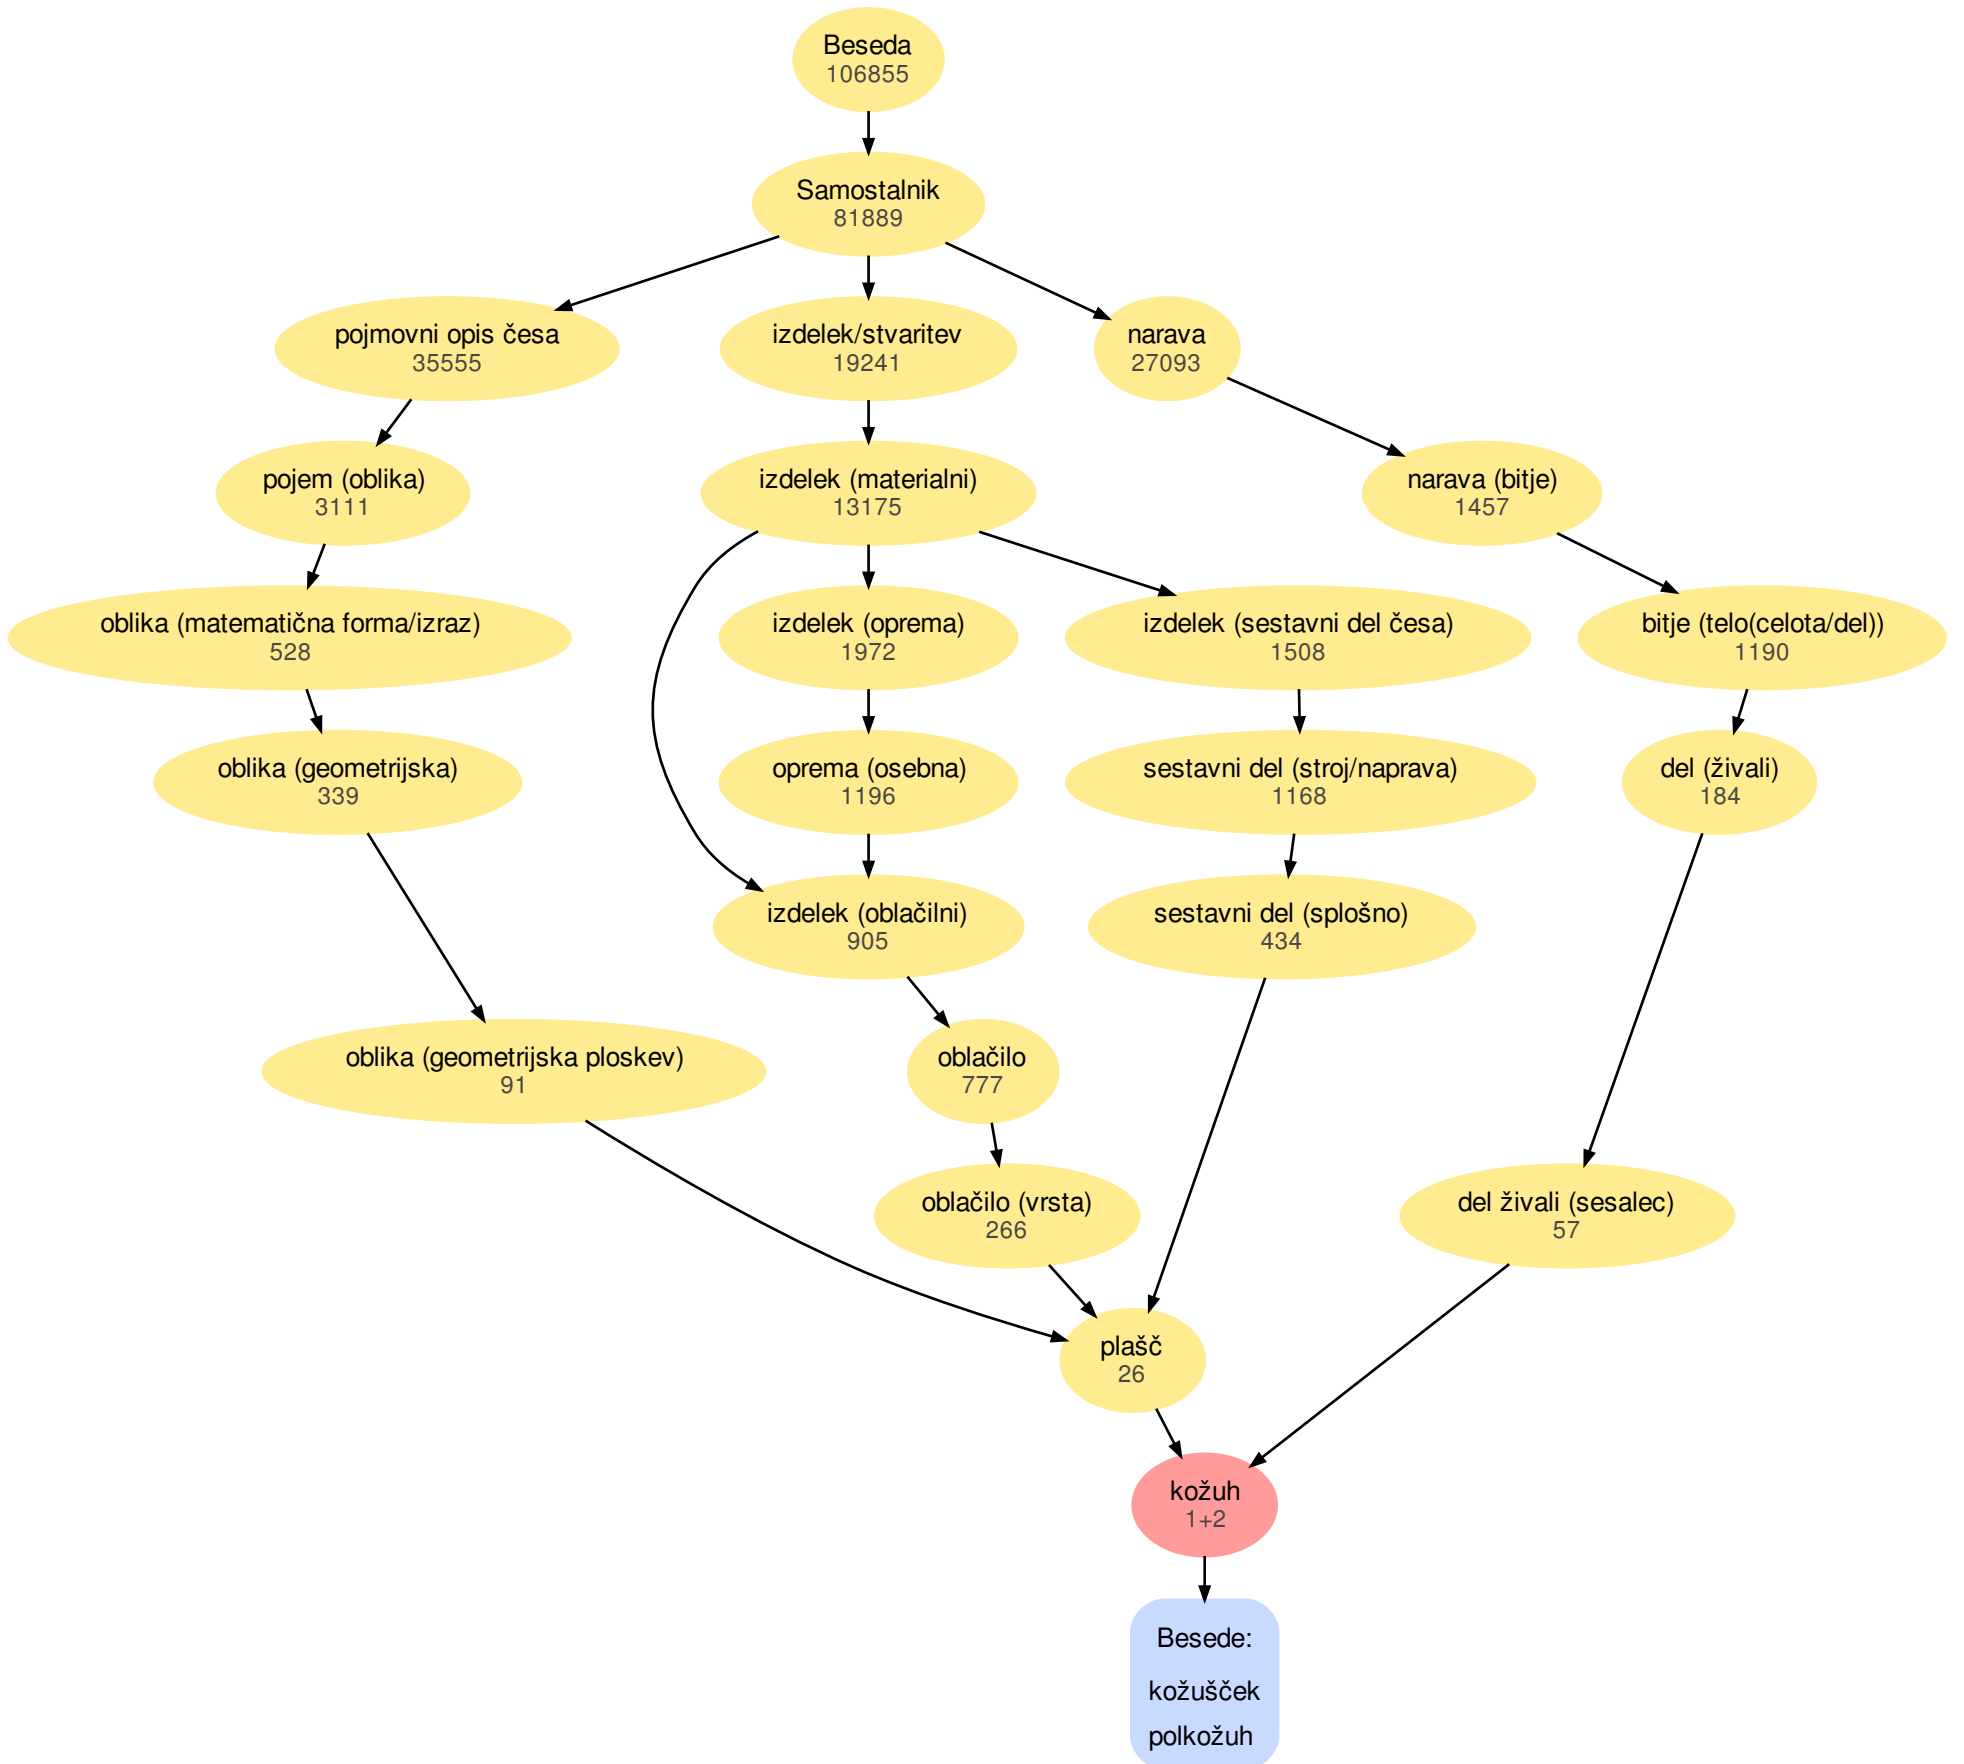 Beseda
106855
Samostalnik
81889
pojmovni opis česa
35555
izdelek/stvaritev
19241
narava
27093
pojem (oblika)
3111
izdelek (materialni)
13175
narava (bitje)
1457
oblika (matematična forma/izraz)
528
izdelek (oprema)
1972
izdelek (sestavni del česa)
1508
bitje (telo(celota/del))
1190
oblika (geometrijska)
339
oprema (osebna)
1196
sestavni del (stroj/naprava)
1168
del (živali)
184
izdelek (oblačilni)
905
sestavni del (splošno)
434
oblika (geometrijska ploskev)
91
oblačilo
777
oblačilo (vrsta)
266
del živali (sesalec)
57
plašč
26
kožuh
1+2
Besede:
kožušček
polkožuh